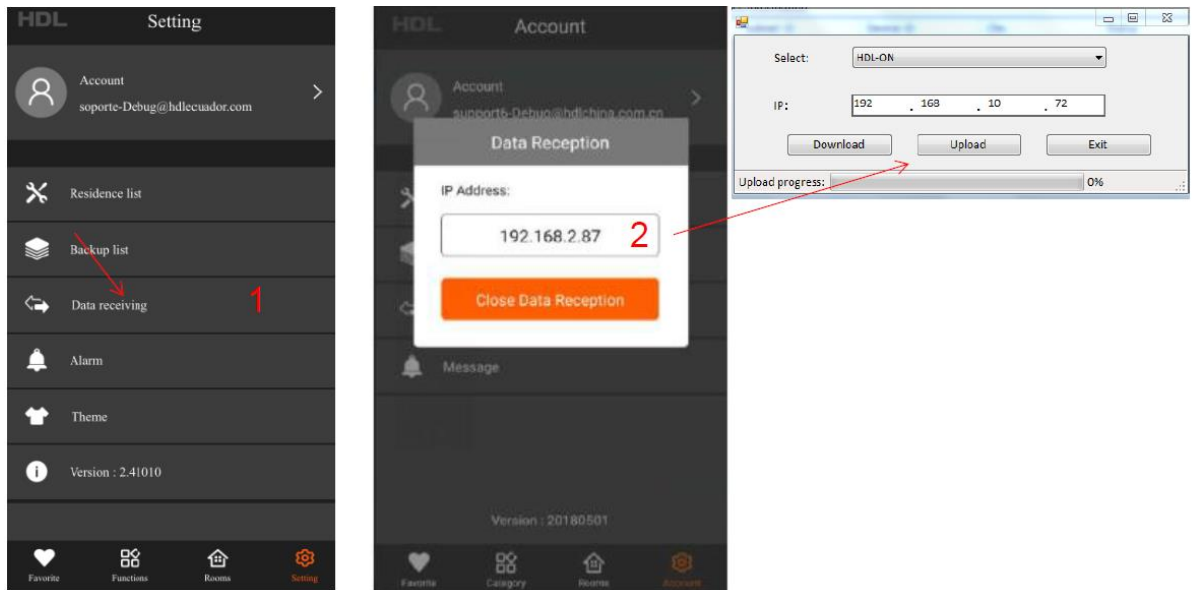 HDL
Setting
Account
soporte-Debug@hdlecuador.com
Residence list
Backup list
Data receiving
1
Alarm
Theme
Version : 2.41010
Favorite
Functions
Rooms
Setting
HDL
Account
Account
support6-Debug@hdlchina.com.cn
Data Reception
IP Address:
192.168.2.87
2
Close Data Reception
Message
Version : 20180501
Favorite
Category
Rooms
Account
Select:
HDL-ON
IP:
192 . 168 . 10 . 72
Download
Upload
Exit
Upload progress:
0%